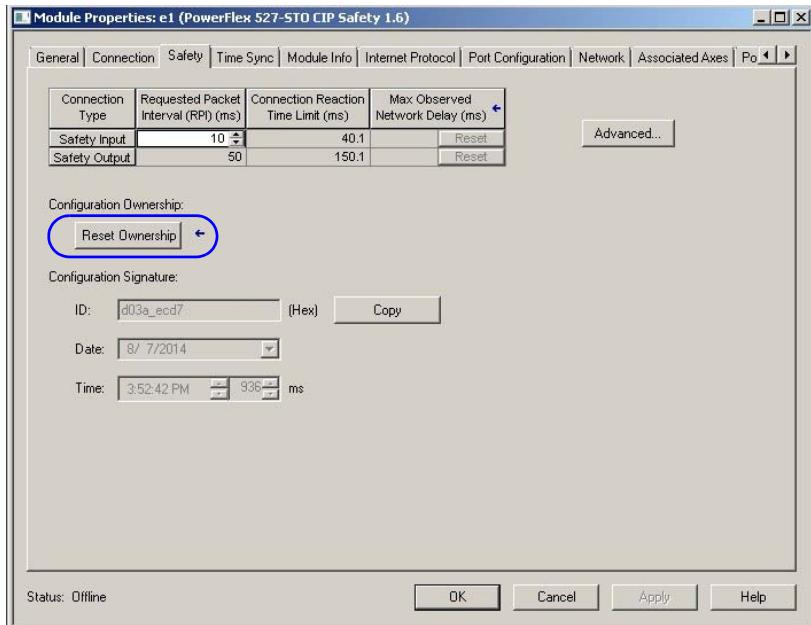 Module Properties: e1 (PowerFlex 527-STO CIP Safety 1.6)
General Connection Safety Time Sync Module Info Internet Protocol Port Configuration Network Associated Axes Po
Connection Type Requested Packet Interval (RPI) (ms) Connection Reaction Time Limit (ms) Max Observed Network Delay (ms)
Safety Input 10 40.1 Reset
Safety Output 50 150.1 Reset
Advanced...
Configuration Ownership:
Reset Ownership
Configuration Signature:
ID: d03a_ecd7 (Hex) Copy
Date: 8/ 7/2014
Time: 3:52:42 PM 936 ms
Status: Offline OK Cancel Apply Help